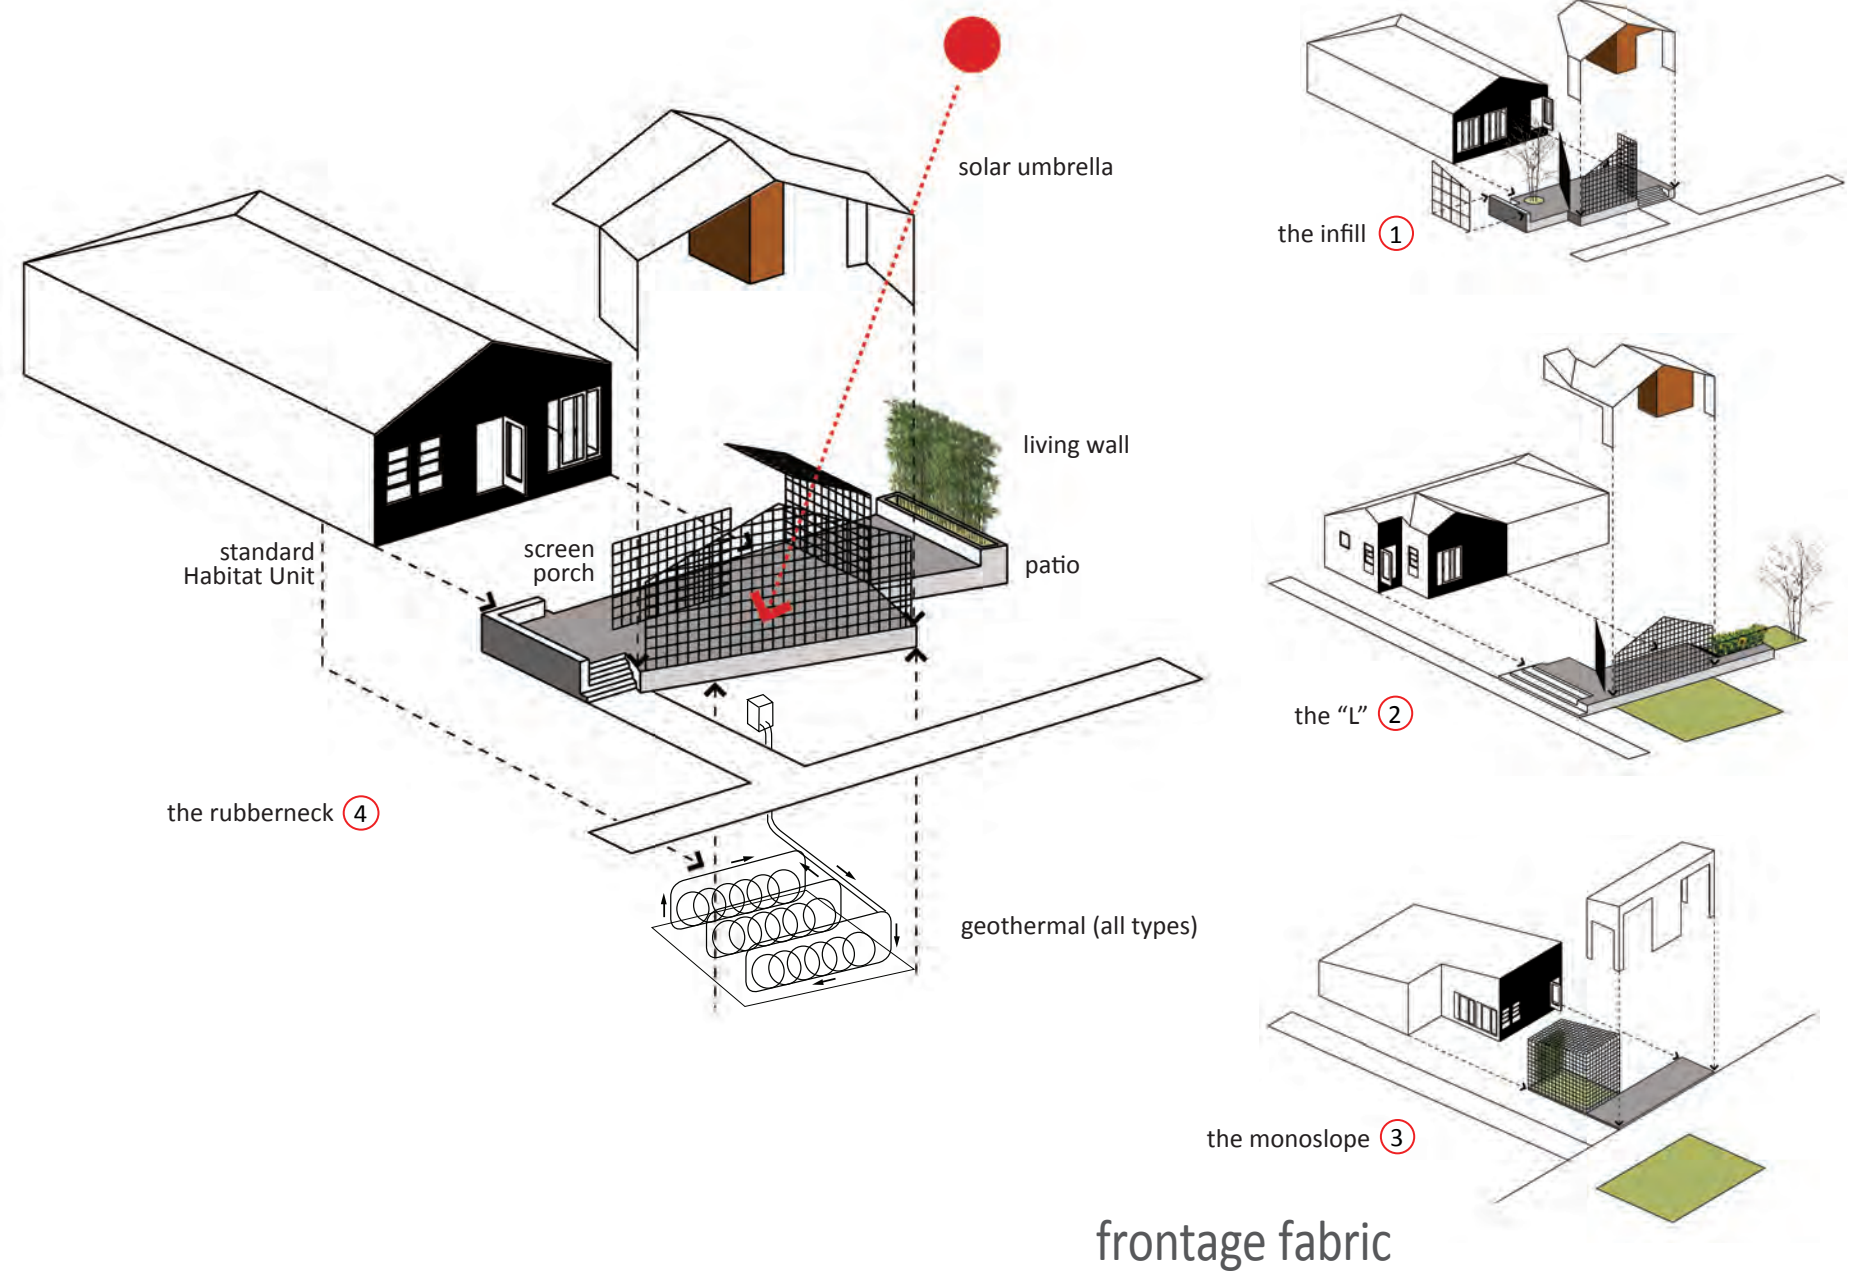 solar umbrella
the infill 1
living wall
standard
Habitat Unit
screen
porch
patio
the “L” 2
the rubberneck 4
geothermal (all types)
the monoslope 3
frontage fabric